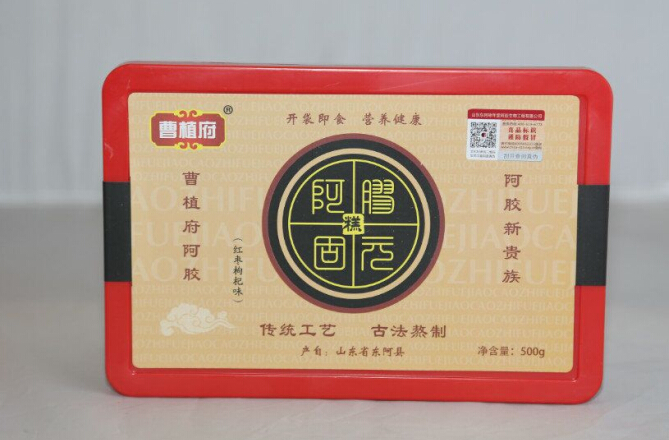 曹植府®
开袋即食 营养健康
曹植府阿胶
(红枣枸杞味)
阿胶
糕
固元
阿胶新贵族
传统工艺 古法熬制
产自：山东省东阿县
净含量：500g